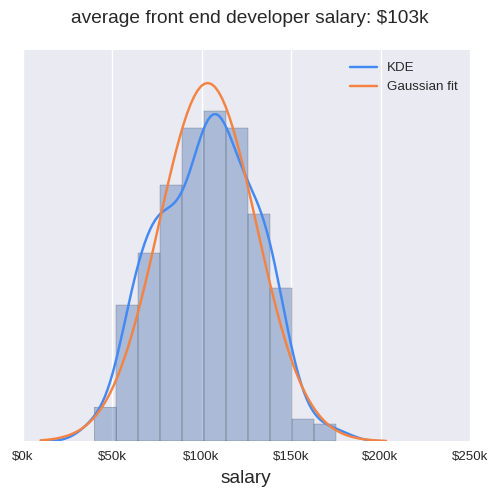 average front end developer salary: $103k
KDE
Gaussian fit
$0k $50k $100k $150k $200k $250k
salary